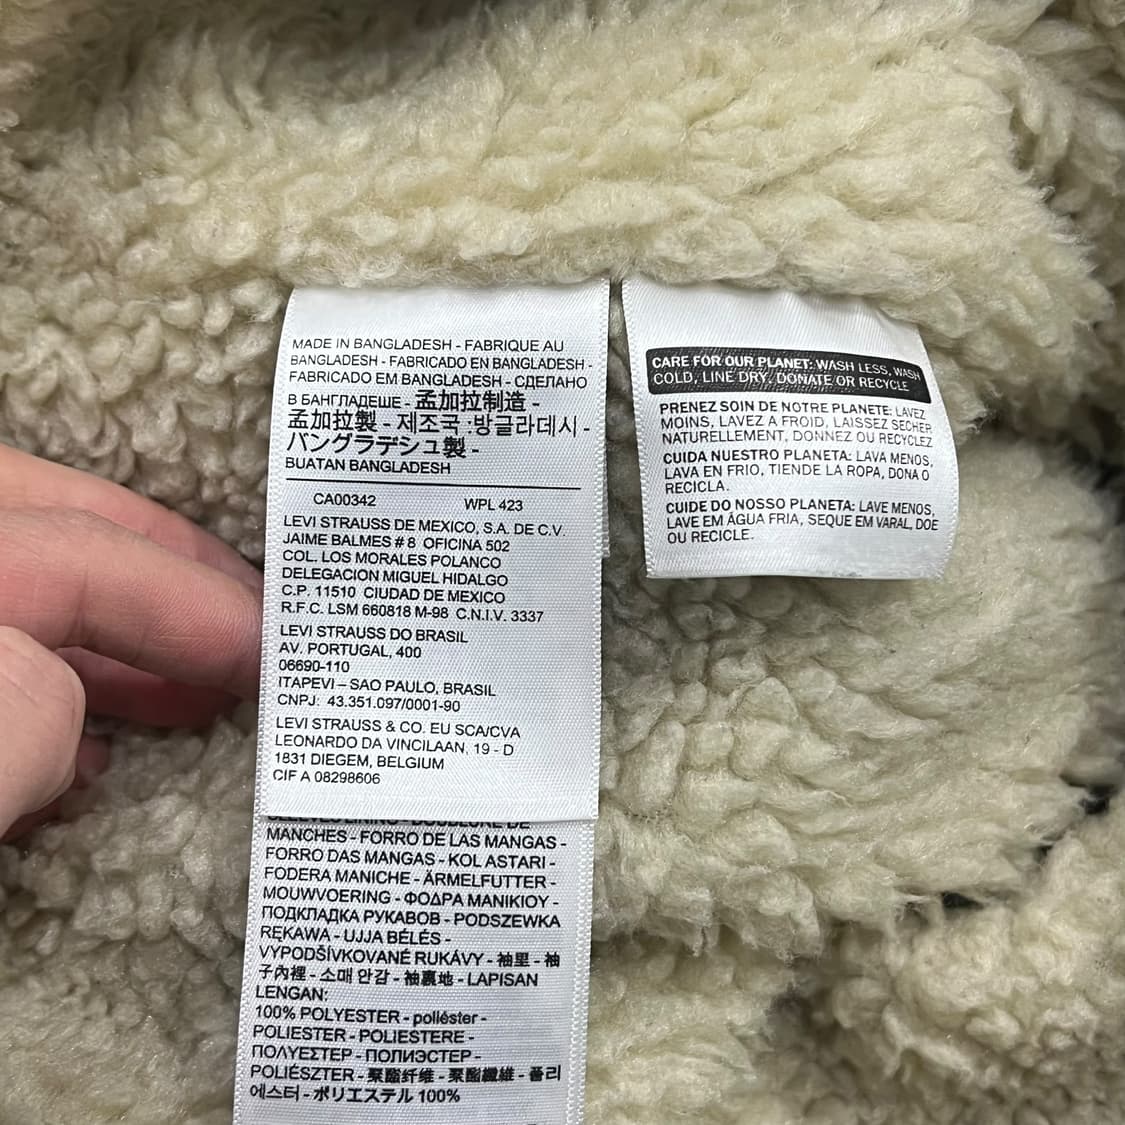 MADE IN BANGLADESH - FABRIQUE AU
BANGLADESH - FABRICADO EN BANGLADESH -
FABRICADO EM BANGLADESH - СДЕЛАНО
В БАНГЛАДЕШЕ - 孟加拉制造 -
孟加拉製 - 제조국 :방글라데시 -
バングラデシュ製 -
BUATAN BANGLADESH
CA00342 WPL 423
LEVI STRAUSS DE MEXICO, S.A. DE C.V.
JAIME BALMES # 8 OFICINA 502
COL. LOS MORALES POLANCO
DELEGACION MIGUEL HIDALGO
C.P. 11510 CIUDAD DE MEXICO
R.F.C. LSM 660818 M-98 C.N.I.V. 3337
LEVI STRAUSS DO BRASIL
AV. PORTUGAL, 400
06690-110
ITAPEVI – SAO PAULO, BRASIL
CNPJ: 43.351.097/0001-90
LEVI STRAUSS & CO. EU SCA/CVA
LEONARDO DA VINCILAAN. 19 - D
1831 DIEGEM, BELGIUM
CIF A 08298606
SLEEVES LINING - DOUBLURE DE
MANCHES - FORRO DE LAS MANGAS -
FORRO DAS MANGAS - KOL ASTARI -
FODERA MANICHE - ÄRMELFUTTER -
MOUWVOERING - ΦΟΔΡΑ ΜΑΝΙΚΙΟΥ -
ПОДКЛАДКА РУКАВОВ - PODSZEWKA
RĘKAWA - UJJA BÉLÉS -
VYPODŠÍVKOVANÉ RUKÁVY - 袖里 - 袖
子內裡 - 소매 안감 - 袖裏地 - LAPISAN
LENGAN:
100% POLYESTER - poliéster -
POLIESTER - POLIESTERE -
ΠΟΛΥΕΣΤΕΡ - ПОЛИЭСТЕР -
POLIÉSZTER - 聚酯纤维 - 聚酯纖維 - 폴리
에스터 - ポリエステル 100%
CARE FOR OUR PLANET: WASH LESS, WASH
COLD, LINE DRY, DONATE OR RECYCLE
PRENEZ SOIN DE NOTRE PLANETE: LAVEZ
MOINS, LAVEZ A FROID, LAISSEZ SECHER
NATURELLEMENT, DONNEZ OU RECYCLEZ
CUIDA NUESTRO PLANETA: LAVA MENOS,
LAVA EN FRIO, TIENDE LA ROPA, DONA O
RECICLA.
CUIDE DO NOSSO PLANETA: LAVE MENOS,
LAVE EM ÁGUA FRIA, SEQUE EM VARAL, DOE
OU RECICLE.